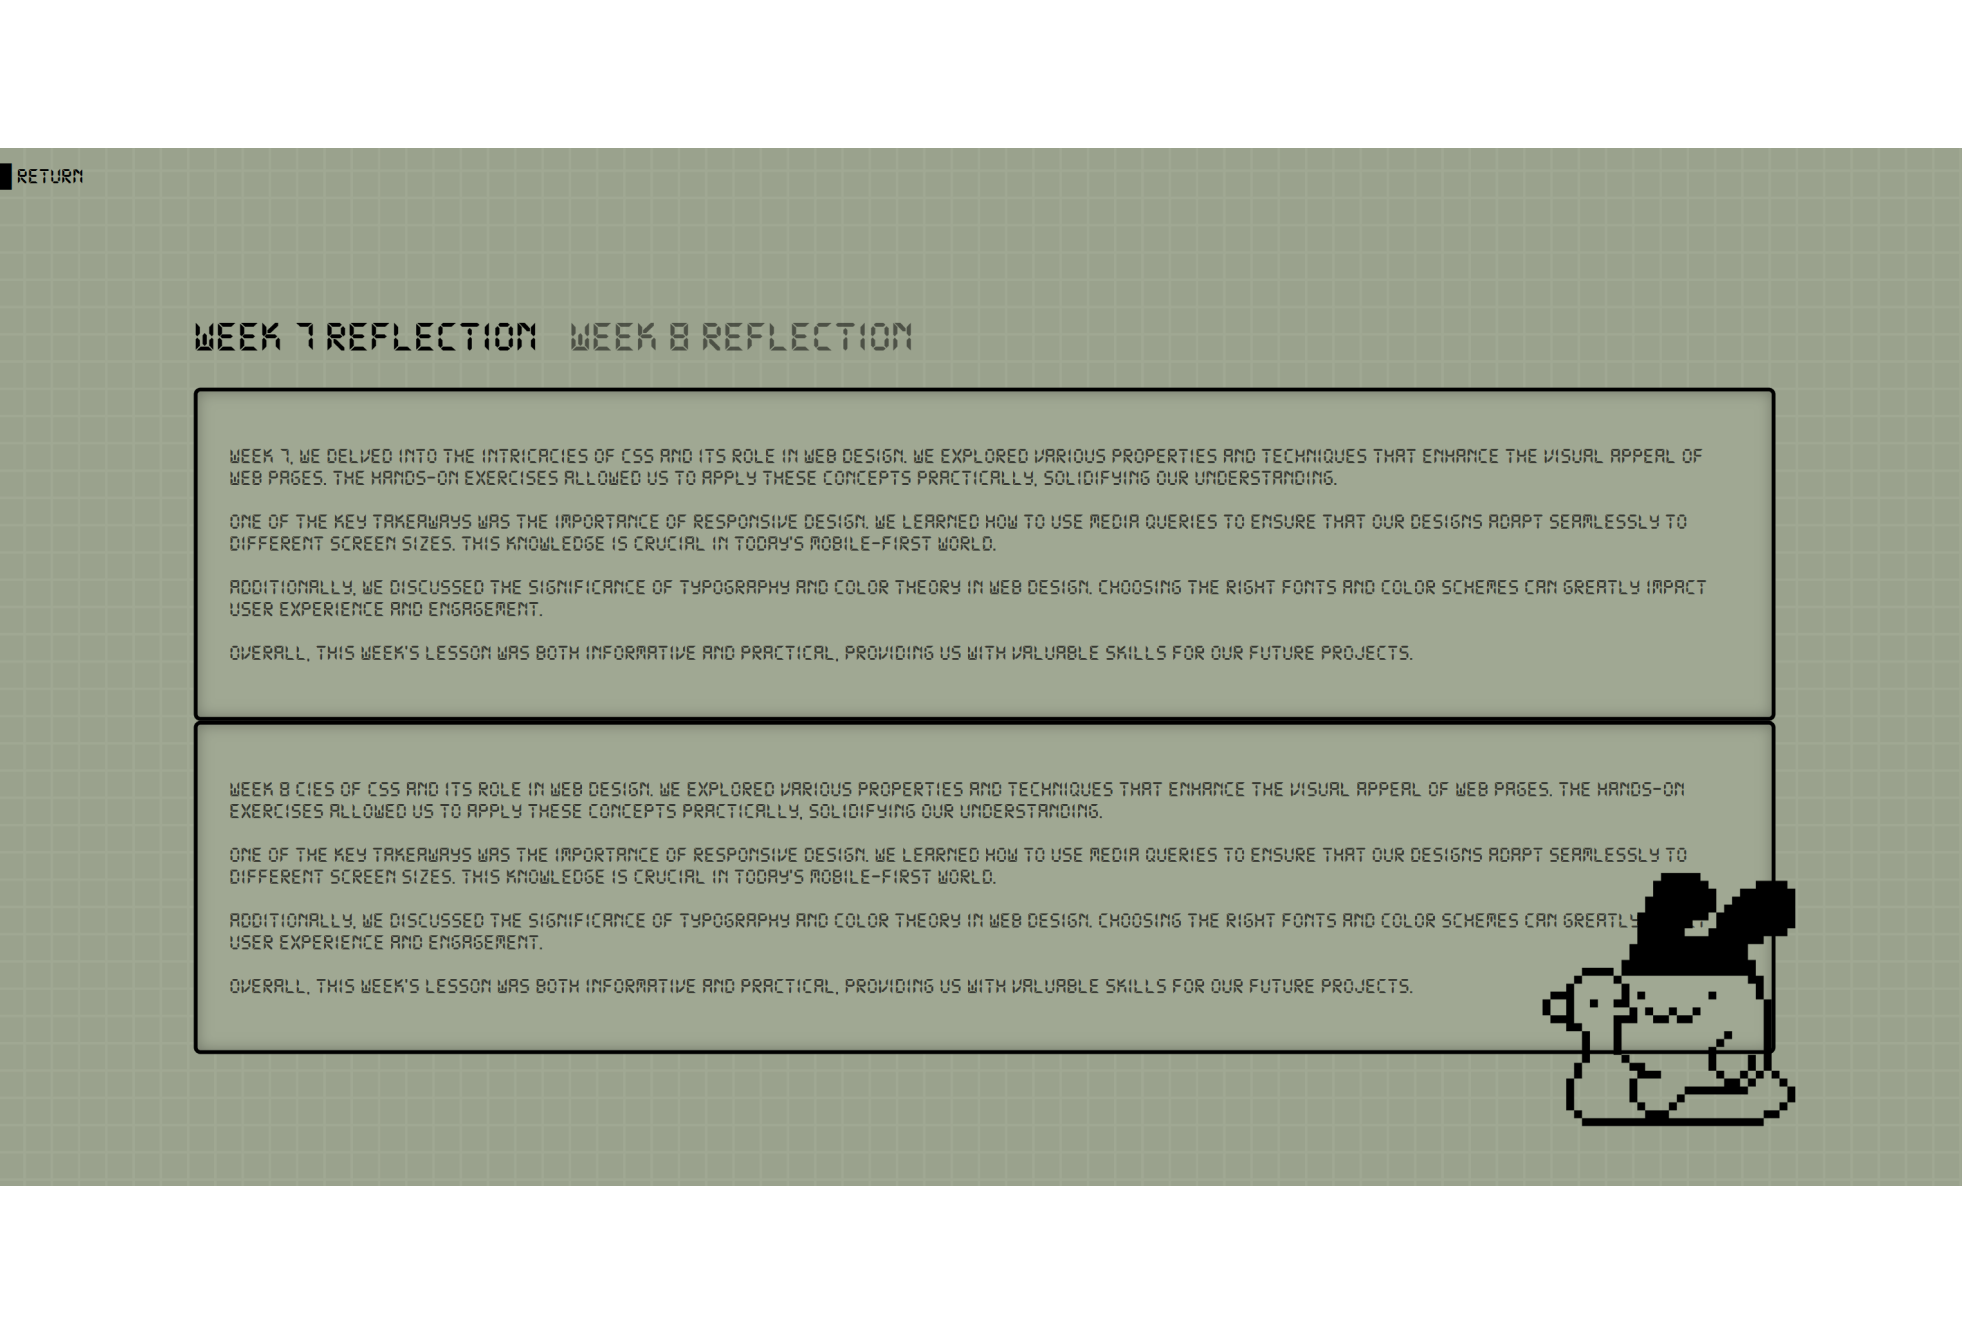 RETURN
WEEK 7 REFLECTION WEEK 8 REFLECTION
WEEK 7, WE DELVED INTO THE INTRICACIES OF CSS AND ITS ROLE IN WEB DESIGN. WE EXPLORED VARIOUS PROPERTIES AND TECHNIQUES THAT ENHANCE THE VISUAL APPEAL OF
WEB PAGES. THE HANDS-ON EXERCISES ALLOWED US TO APPLY THESE CONCEPTS PRACTICALLY, SOLIDIFYING OUR UNDERSTANDING.
ONE OF THE KEY TAKEAWAYS WAS THE IMPORTANCE OF RESPONSIVE DESIGN. WE LEARNED HOW TO USE MEDIA QUERIES TO ENSURE THAT OUR DESIGNS ADAPT SEAMLESSLY TO
DIFFERENT SCREEN SIZES. THIS KNOWLEDGE IS CRUCIAL IN TODAY'S MOBILE-FIRST WORLD.
ADDITIONALLY, WE DISCUSSED THE SIGNIFICANCE OF TYPOGRAPHY AND COLOR THEORY IN WEB DESIGN. CHOOSING THE RIGHT FONTS AND COLOR SCHEMES CAN GREATLY IMPACT
USER EXPERIENCE AND ENGAGEMENT.
OVERALL, THIS WEEK'S LESSON WAS BOTH INFORMATIVE AND PRACTICAL, PROVIDING US WITH VALUABLE SKILLS FOR OUR FUTURE PROJECTS.
WEEK 8 CIES OF CSS AND ITS ROLE IN WEB DESIGN. WE EXPLORED VARIOUS PROPERTIES AND TECHNIQUES THAT ENHANCE THE VISUAL APPEAL OF WEB PAGES. THE HANDS-ON
EXERCISES ALLOWED US TO APPLY THESE CONCEPTS PRACTICALLY, SOLIDIFYING OUR UNDERSTANDING.
ONE OF THE KEY TAKEAWAYS WAS THE IMPORTANCE OF RESPONSIVE DESIGN. WE LEARNED HOW TO USE MEDIA QUERIES TO ENSURE THAT OUR DESIGNS ADAPT SEAMLESSLY TO
DIFFERENT SCREEN SIZES. THIS KNOWLEDGE IS CRUCIAL IN TODAY'S MOBILE-FIRST WORLD.
ADDITIONALLY, WE DISCUSSED THE SIGNIFICANCE OF TYPOGRAPHY AND COLOR THEORY IN WEB DESIGN. CHOOSING THE RIGHT FONTS AND COLOR SCHEMES CAN GREATLY
USER EXPERIENCE AND ENGAGEMENT.
OVERALL, THIS WEEK'S LESSON WAS BOTH INFORMATIVE AND PRACTICAL, PROVIDING US WITH VALUABLE SKILLS FOR OUR FUTURE PROJECTS.